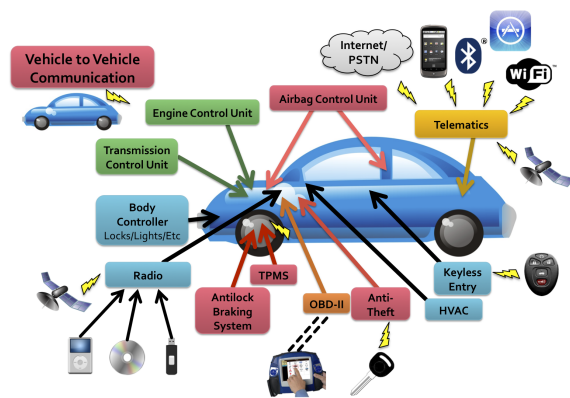 Vehicle to Vehicle
Communication
Internet/
PSTN
®
Wi Fi™
Engine Control Unit
Airbag Control Unit
Telematics
Transmission
Control Unit
Body
Controller
Locks/Lights/Etc
Radio
TPMS
Antilock
Braking
System
OBD-II
Anti-
Theft
Keyless
Entry
HVAC